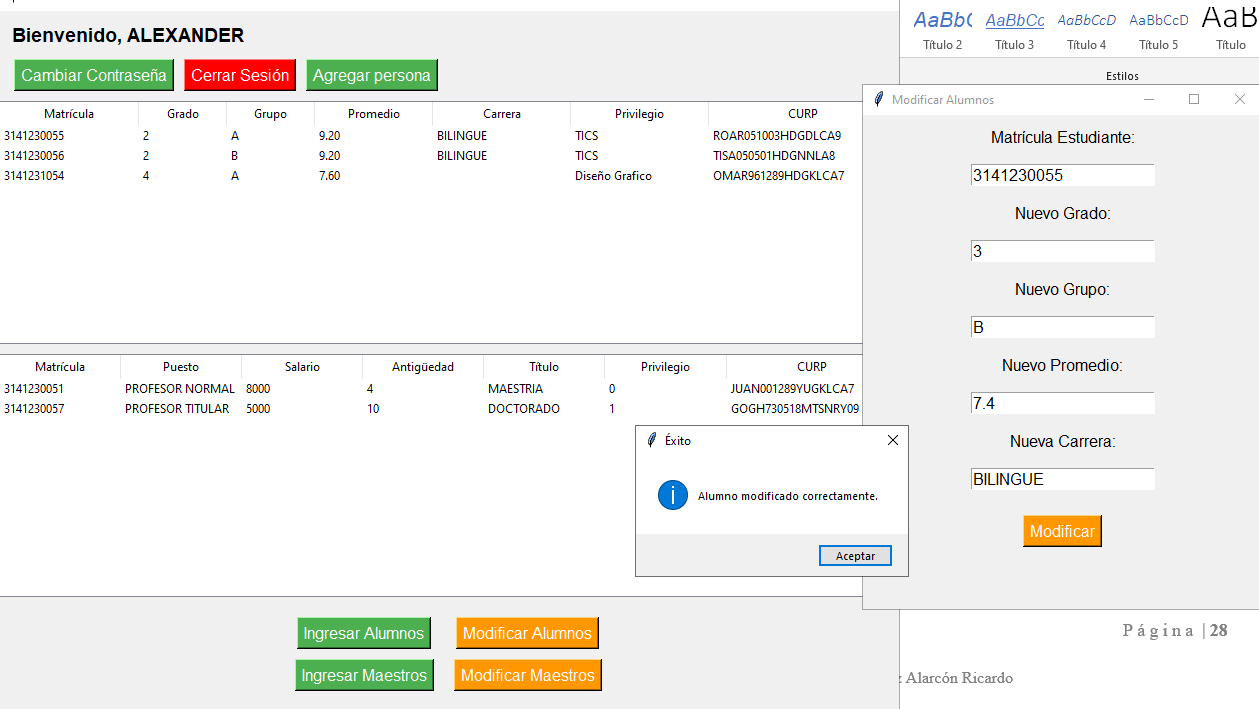 Bienvenido, ALEXANDER
Cambiar Contraseña Cerrar Sesión Agregar persona
Matrícula Grado Grupo Promedio Carrera Privilegio CURP
3141230055 2 A 9.20 BILINGUE TICS ROAR051003HDGDLCA9
3141230056 2 B 9.20 BILINGUE TICS TISA050501HDGNNLA8
3141231054 4 A 7.60 Diseño Grafico OMAR961289HDGKLCA7
Matrícula Puesto Salario Antigüedad Título Privilegio CURP
3141230051 PROFESOR NORMAL 8000 4 MAESTRIA 0 JUAN001289YUGKLCA7
3141230057 PROFESOR TITULAR 5000 10 DOCTORADO 1 GOGH730518MTSNRY09
Ingresar Alumnos Modificar Alumnos
Ingresar Maestros Modificar Maestros
Éxito
Alumno modificado correctamente.
Aceptar
AaBb( AaBbCc AaBbCcD AaBbCcD AaB
Título 2 Título 3 Título 4 Título 5 Título
Estilos
Modificar Alumnos
Matrícula Estudiante:
3141230055
Nuevo Grado:
3
Nuevo Grupo:
B
Nuevo Promedio:
7.4
Nueva Carrera:
BILINGUE
Modificar
Página | 28
Alarcón Ricardo